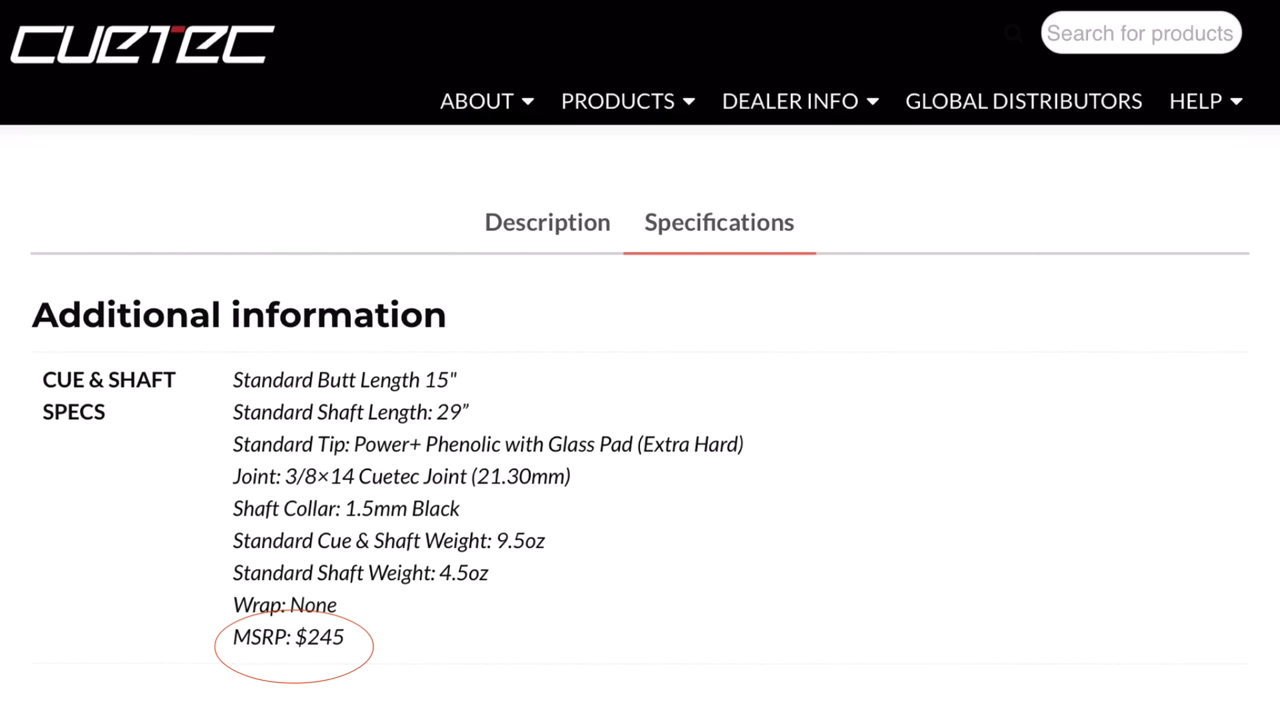 CUETEC
Search for products
ABOUT PRODUCTS DEALER INFO GLOBAL DISTRIBUTORS HELP
Description Specifications
Additional information
CUE & SHAFT SPECS
Standard Butt Length 15"
Standard Shaft Length: 29”
Standard Tip: Power+ Phenolic with Glass Pad (Extra Hard)
Joint: 3/8×14 Cuetec Joint (21.30mm)
Shaft Collar: 1.5mm Black
Standard Cue & Shaft Weight: 9.5oz
Standard Shaft Weight: 4.5oz
Wrap: None
MSRP: $245